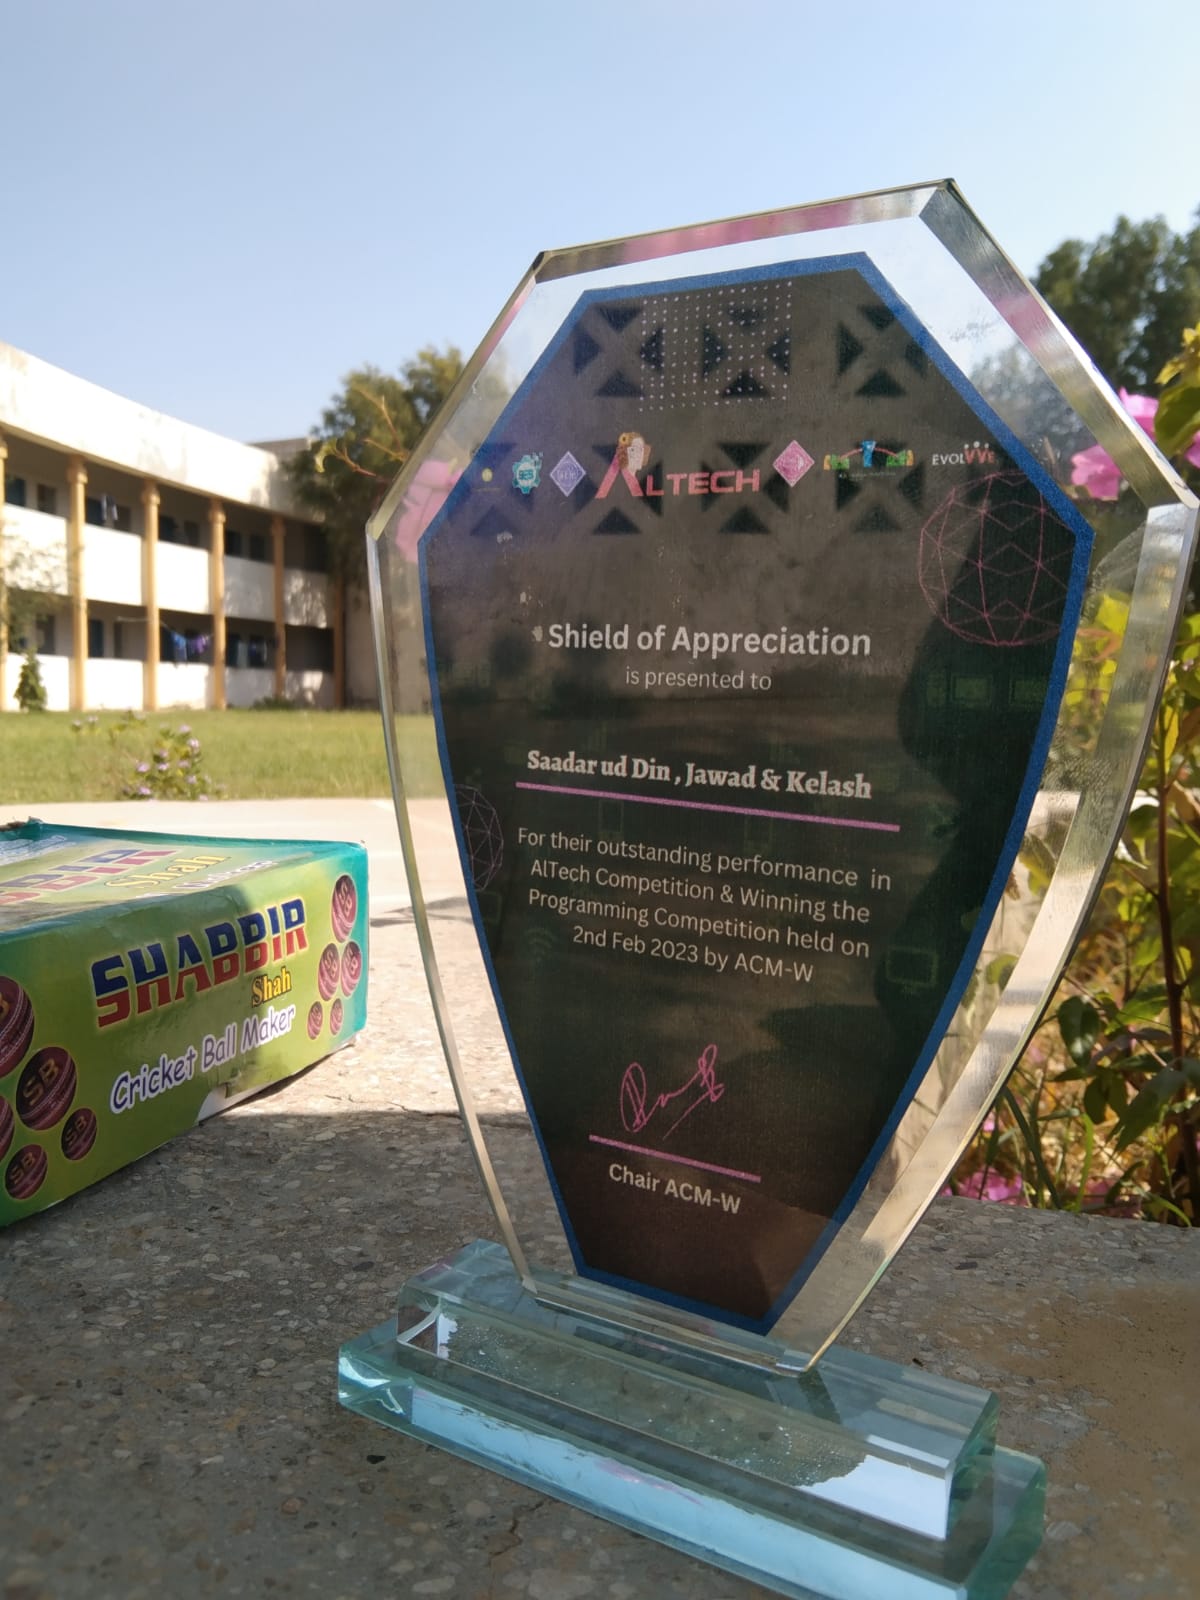 ALTECH
EVOLVVE
Shield of Appreciation
is presented to
Saadar ud Din , Jawad & Kelash
For their outstanding performance in
AlTech Competition & Winning the
Programming Competition held on
2nd Feb 2023 by ACM-W
Chair ACM-W
Shah
SHABBIR
Shah
Cricket Ball Maker
SB
SB
SB